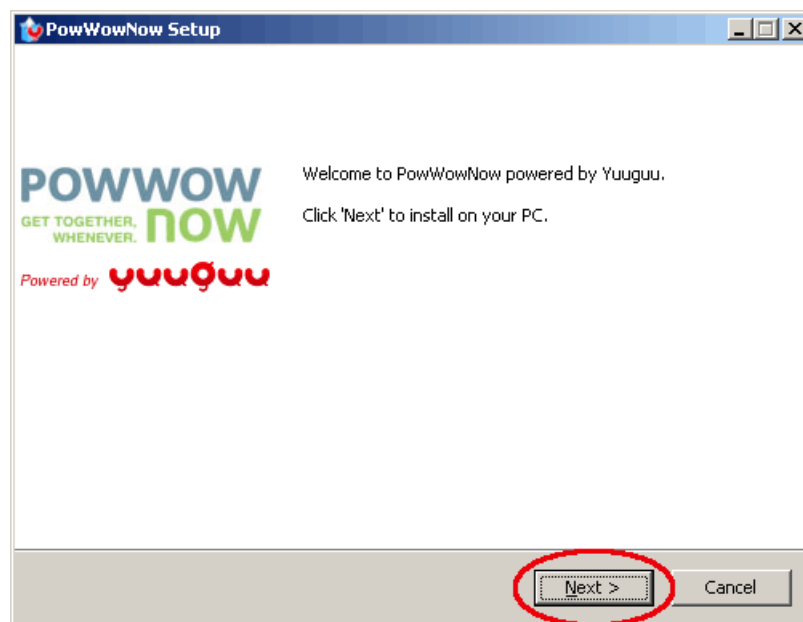 PowWowNow Setup
POWWOW
GET TOGETHER,
WHENEVER.
NOW
Powered by yuuguu
Welcome to PowWowNow powered by Yuuguu.
Click 'Next' to install on your PC.
Next >
Cancel